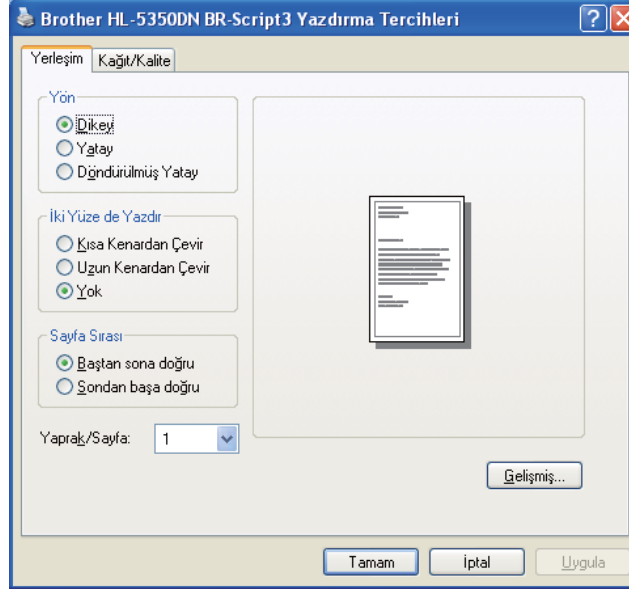 Brother HL-5350DN BR-Script3 Yazdırma Tercihleri
Yerleşim Kağıt/Kalite
Yön
Dikey
Yatay
Döndürülmüş Yatay
İki Yüze de Yazdır
Kısa Kenardan Çevir
Uzun Kenardan Çevir
Yok
Sayfa Sırası
Baştan sona doğru
Sondan başa doğru
Yaprak/Sayfa: 1
Gelişmiş...
Tamam İptal Uygula